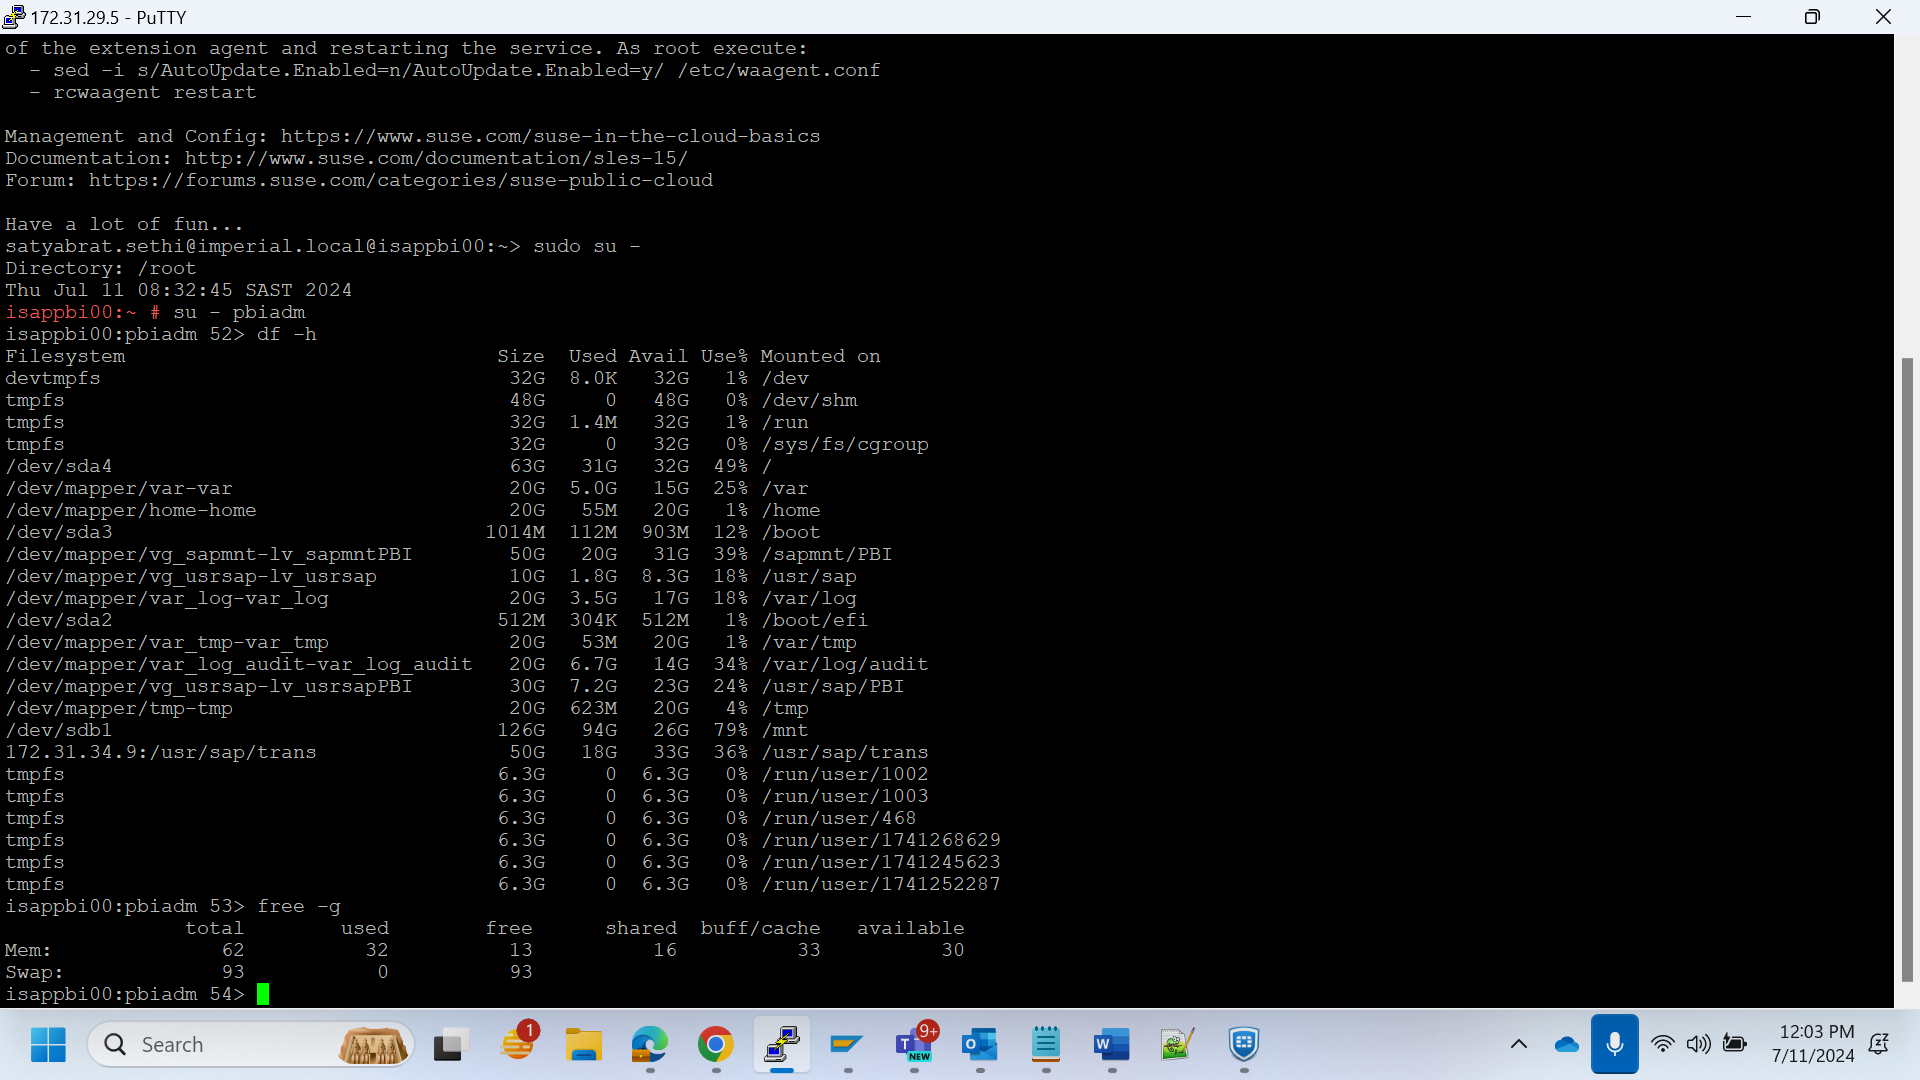 172.31.29.5 - PuTTY
of the extension agent and restarting the service. As root execute:
  - sed -i s/AutoUpdate.Enabled=n/AutoUpdate.Enabled=y/ /etc/waagent.conf
  - rcwaagent restart
Management and Config: https://www.suse.com/suse-in-the-cloud-basics
Documentation: http://www.suse.com/documentation/sles-15/
Forum: https://forums.suse.com/categories/suse-public-cloud
Have a lot of fun...
satyabrat.sethi@imperial.local@isappbi00:~> sudo su -
Directory: /root
Thu Jul 11 08:32:45 SAST 2024
isappbi00:~ # su - pbiadm
isappbi00:pbiadm 52> df -h
Filesystem Size Used Avail Use% Mounted on
devtmpfs 32G 8.0K 32G 1% /dev
tmpfs 48G 0 48G 0% /dev/shm
tmpfs 32G 1.4M 32G 1% /run
tmpfs 32G 0 32G 0% /sys/fs/cgroup
/dev/sda4 63G 31G 32G 49% /
/dev/mapper/var-var 20G 5.0G 15G 25% /var
/dev/mapper/home-home 20G 55M 20G 1% /home
/dev/sda3 1014M 112M 903M 12% /boot
/dev/mapper/vg_sapmnt-lv_sapmntPBI 50G 20G 31G 39% /sapmnt/PBI
/dev/mapper/vg_usrsap-lv_usrsap 10G 1.8G 8.3G 18% /usr/sap
/dev/mapper/var_log-var_log 20G 3.5G 17G 18% /var/log
/dev/sda2 512M 304K 512M 1% /boot/efi
/dev/mapper/var_tmp-var_tmp 20G 53M 20G 1% /var/tmp
/dev/mapper/var_log_audit-var_log_audit 20G 6.7G 14G 34% /var/log/audit
/dev/mapper/vg_usrsap-lv_usrsapPBI 30G 7.2G 23G 24% /usr/sap/PBI
/dev/mapper/tmp-tmp 20G 623M 20G 4% /tmp
/dev/sdb1 126G 94G 26G 79% /mnt
172.31.34.9:/usr/sap/trans 50G 18G 33G 36% /usr/sap/trans
tmpfs 6.3G 0 6.3G 0% /run/user/1002
tmpfs 6.3G 0 6.3G 0% /run/user/1003
tmpfs 6.3G 0 6.3G 0% /run/user/468
tmpfs 6.3G 0 6.3G 0% /run/user/1741268629
tmpfs 6.3G 0 6.3G 0% /run/user/1741245623
tmpfs 6.3G 0 6.3G 0% /run/user/1741252287
isappbi00:pbiadm 53> free -g
total used free shared buff/cache available
Mem: 62 32 13 16 33 30
Swap: 93 0 93
isappbi00:pbiadm 54>
Search
1
9+
NEW
12:03 PM
7/11/2024